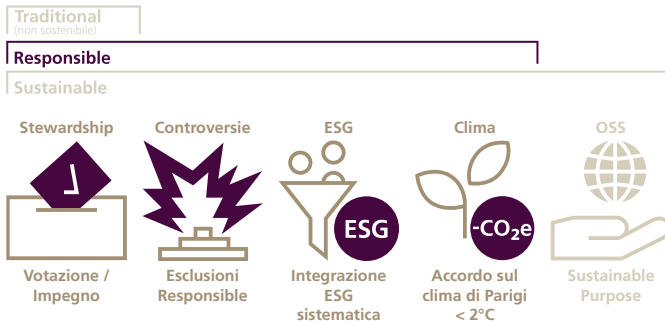 Traditional
(non sostenibile)
Responsible
Sustainable
Stewardship Controversie ESG Clima OSS
ESG -CO₂e
Votazione / Esclusioni Integrazione Accordo sul Sustainable
Impegno Responsible ESG clima di Parigi Purpose
sistematica < 2°C